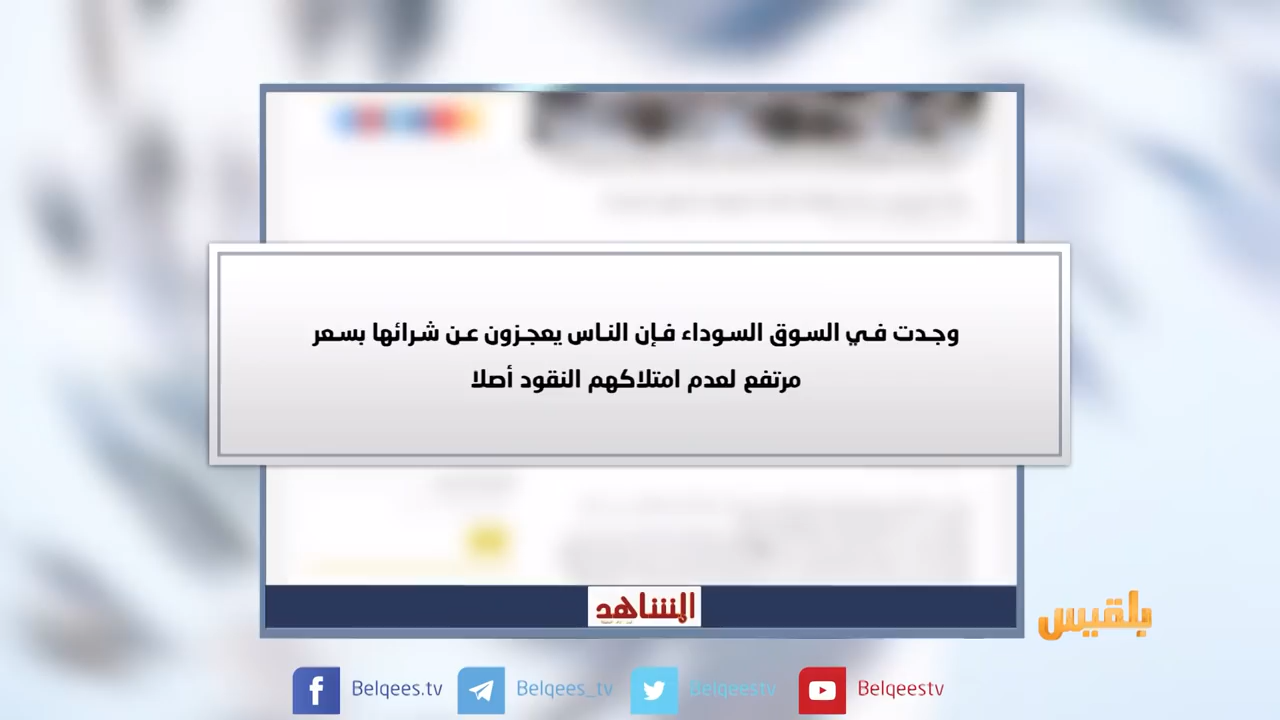 وجدت في السوق السوداء فإن الناس يعجزون عن شرائها بسعر
مرتفع لعدم امتلاكهم النقود أصلا
المشاهد
بلقيس
Belqees.tv
Belqees_tv
Belqeestv
Belqeestv